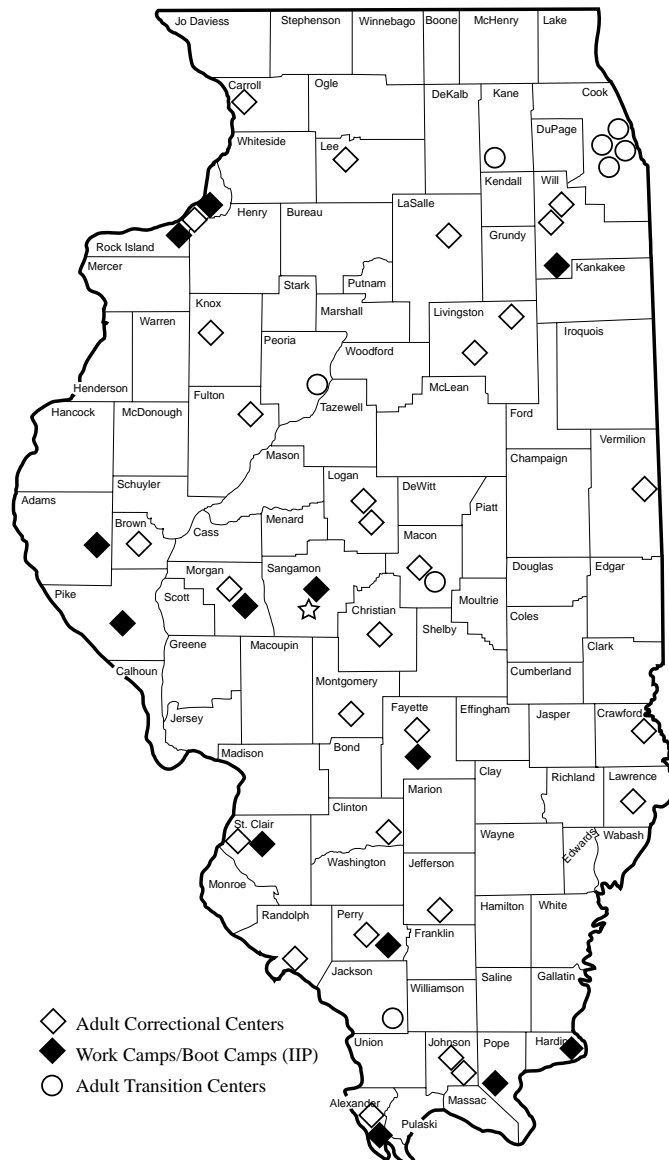 Jo Daviess
Stephenson
Winnebago
Boone
McHenry
Lake
Carroll
Ogle
DeKalb
Kane
Cook
DuPage
Whiteside
Lee
Kendall
Will
Rock Island
Henry
Bureau
LaSalle
Grundy
Mercer
Putnam
Kankakee
Stark
Knox
Marshall
Livingston
Warren
Peoria
Woodford
Iroquois
Henderson
Fulton
McLean
Hancock
McDonough
Tazewell
Ford
Vermilion
Mason
Champaign
Schuyler
Logan
DeWitt
Adams
Piatt
Brown
Cass
Menard
Macon
Morgan
Sangamon
Douglas
Edgar
Pike
Scott
Christian
Moultrie
Shelby
Coles
Greene
Macoupin
Clark
Calhoun
Cumberland
Montgomery
Jersey
Fayette
Effingham
Jasper
Crawford
Madison
Bond
Clay
Marion
Richland
Lawrence
Clinton
St. Clair
Wayne
Edwards
Wabash
Washington
Jefferson
Monroe
Hamilton
White
Randolph
Perry
Franklin
Jackson
Saline
Gallatin
Williamson
Adult Correctional Centers
Work Camps/Boot Camps (IIP)
Adult Transition Centers
Union
Johnson
Pope
Hardin
Massac
Alexander
Pulaski